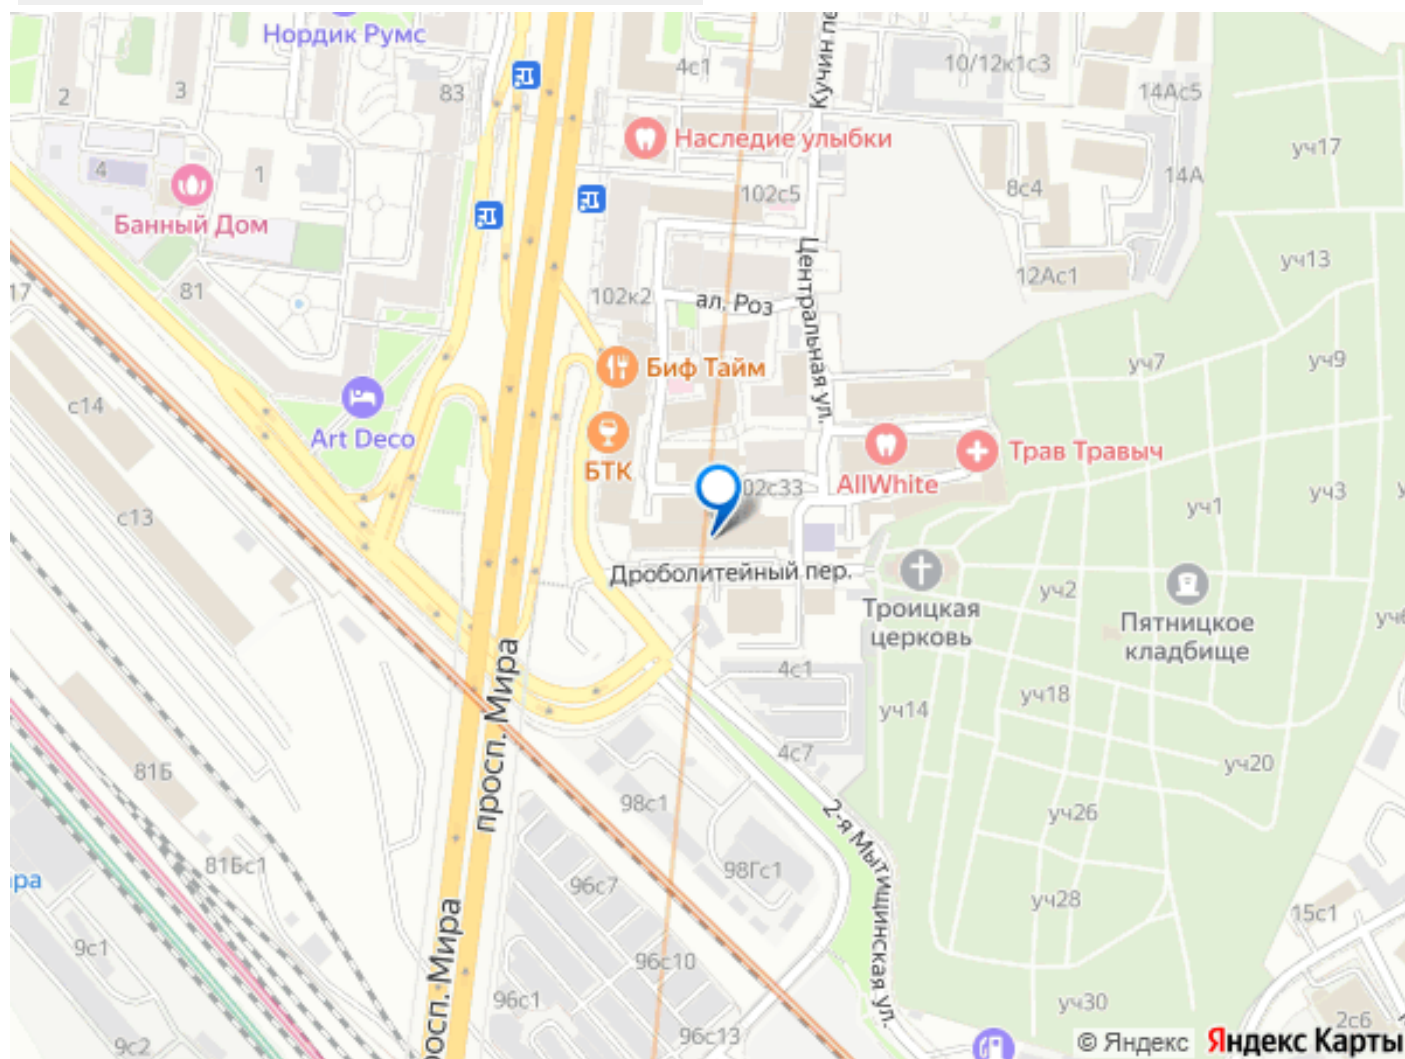 Нордик Румс
4с1
Кучин п
10/12к1с3
2
3
83
14Ас5
Наследие улыбки
уч17
4
1
14А
8с4
102с5
Банный Дом
Центральная ул.
уч13
12Ас1
17
81
102к2
ал. Роз
Биф Тайм
уч7
уч9
с14
Art Deco
БТК
AllWhite
Трав Травыч
02с33
уч3
уч1
с13
Дроболитейный пер.
Троицкая
церковь
уч2
Пятницкое
кладбище
4с1
уч18
уч14
просп. Мира
4с7
уч20
81Б
98с1
2-я Мытищинская ул.
уч26
81Бс1
98Гс1
96с7
ара
уч28
15с1
9с1
росп. Мира
96с10
96с1
уч30
96с13
2с6
9с2
© Яндекс Яндекс Карты